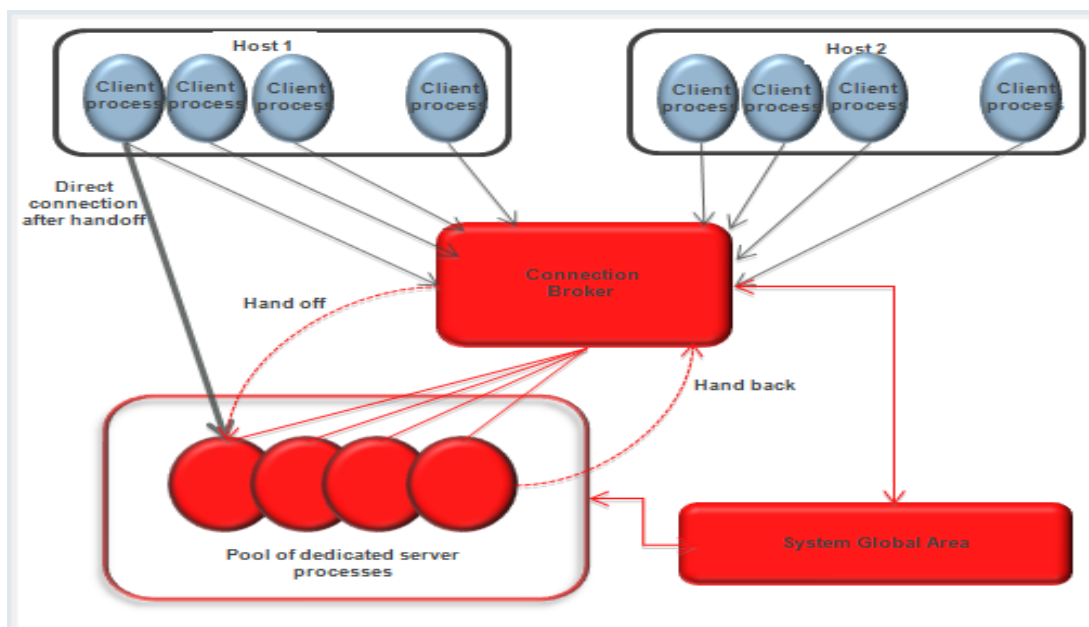 Host 1
Host 2
Client
process
Client
process
Client
process
Client
process
Client
process
Client
process
Client
process
Client
process
Direct
connection
after handoff
Connection
Broker
Hand off
Hand back
Pool of dedicated server
processes
System Global Area